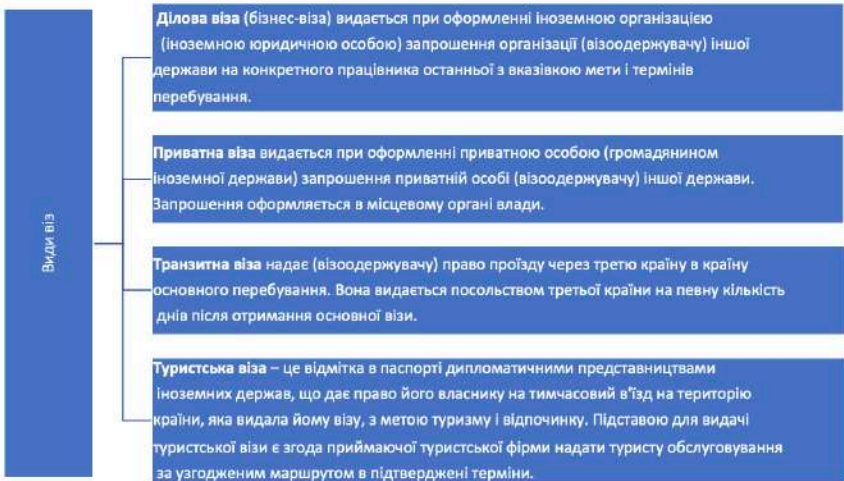 Види віз
Ділова віза (бізнес-віза) видається при оформленні іноземною організацією
(іноземною юридичною особою) запрошення організації (візоодержувачу) іншої
держави на конкретного працівника останньої з вказівкою мети і термінів
перебування.
Приватна віза видається при оформленні приватною особою (громадянином
іноземної держави) запрошення приватній особі (візоодержувачу) іншої держави.
Запрошення оформляється в місцевому органі влади.
Транзитна віза надає (візоодержувачу) право проїзду через третю країну в країну
основного перебування. Вона видається посольством третьої країни на певну кількість
днів після отримання основної візи.
Туристська віза – це відмітка в паспорті дипломатичними представництвами
іноземних держав, що дає право його власнику на тимчасовий в'їзд на територію
країни, яка видала йому візу, з метою туризму і відпочинку. Підставою для видачі
туристської візи є згода приймаючої туристської фірми надати туристу обслуговування
за узгодженим маршрутом в підтверджені терміни.